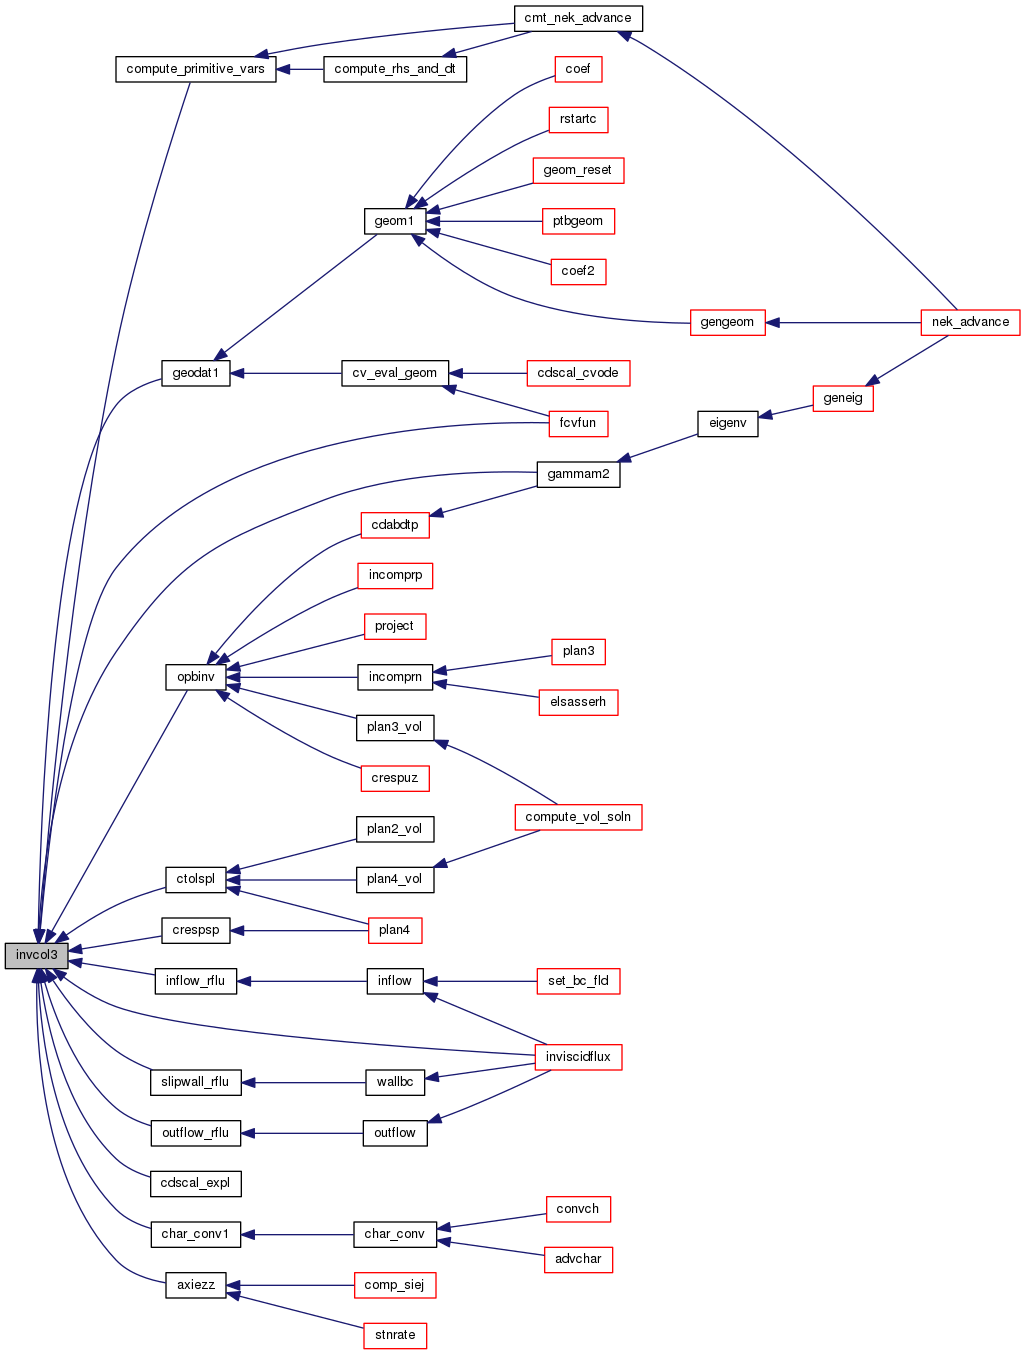 cmt_nek_advance
compute_primitive_vars
compute_rhs_and_dt
coef
rstartc
geom_reset
geom1
ptbgeom
coef2
gengeom
nek_advance
geodat1
cv_eval_geom
cdscal_cvode
geneig
fcvfun
eigenv
gammam2
cdabdtp
incomprp
project
plan3
opbinv
incomprn
elsasserh
plan3_vol
crespuz
compute_vol_soln
plan2_vol
ctolspl
plan4_vol
crespsp
plan4
invcol3
inflow_rflu
inflow
set_bc_fld
inviscidflux
slipwall_rflu
wallbc
outflow_rflu
outflow
cdscal_expl
convch
char_conv1
char_conv
advchar
axiezz
comp_siej
stnrate